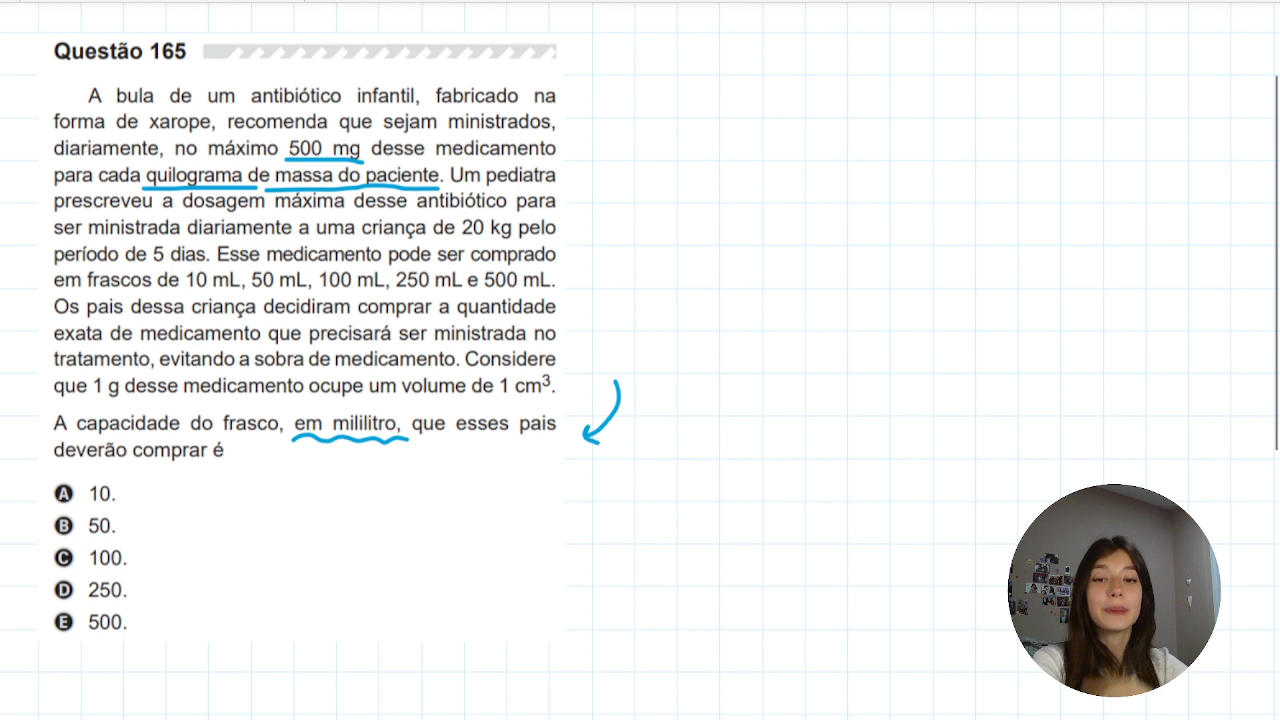 Questão 165
A bula de um antibiótico infantil, fabricado na
forma de xarope, recomenda que sejam ministrados,
diariamente, no máximo 500 mg desse medicamento
para cada quilograma de massa do paciente. Um pediatra
prescreveu a dosagem máxima desse antibiótico para
ser ministrada diariamente a uma criança de 20 kg pelo
período de 5 dias. Esse medicamento pode ser comprado
em frascos de 10 mL, 50 mL, 100 mL, 250 mL e 500 mL.
Os pais dessa criança decidiram comprar a quantidade
exata de medicamento que precisará ser ministrada no
tratamento, evitando a sobra de medicamento. Considere
que 1 g desse medicamento ocupe um volume de 1 cm³.
A capacidade do frasco, em mililitro, que esses pais
deverão comprar é
A 10.
B 50.
C 100.
D 250.
E 500.